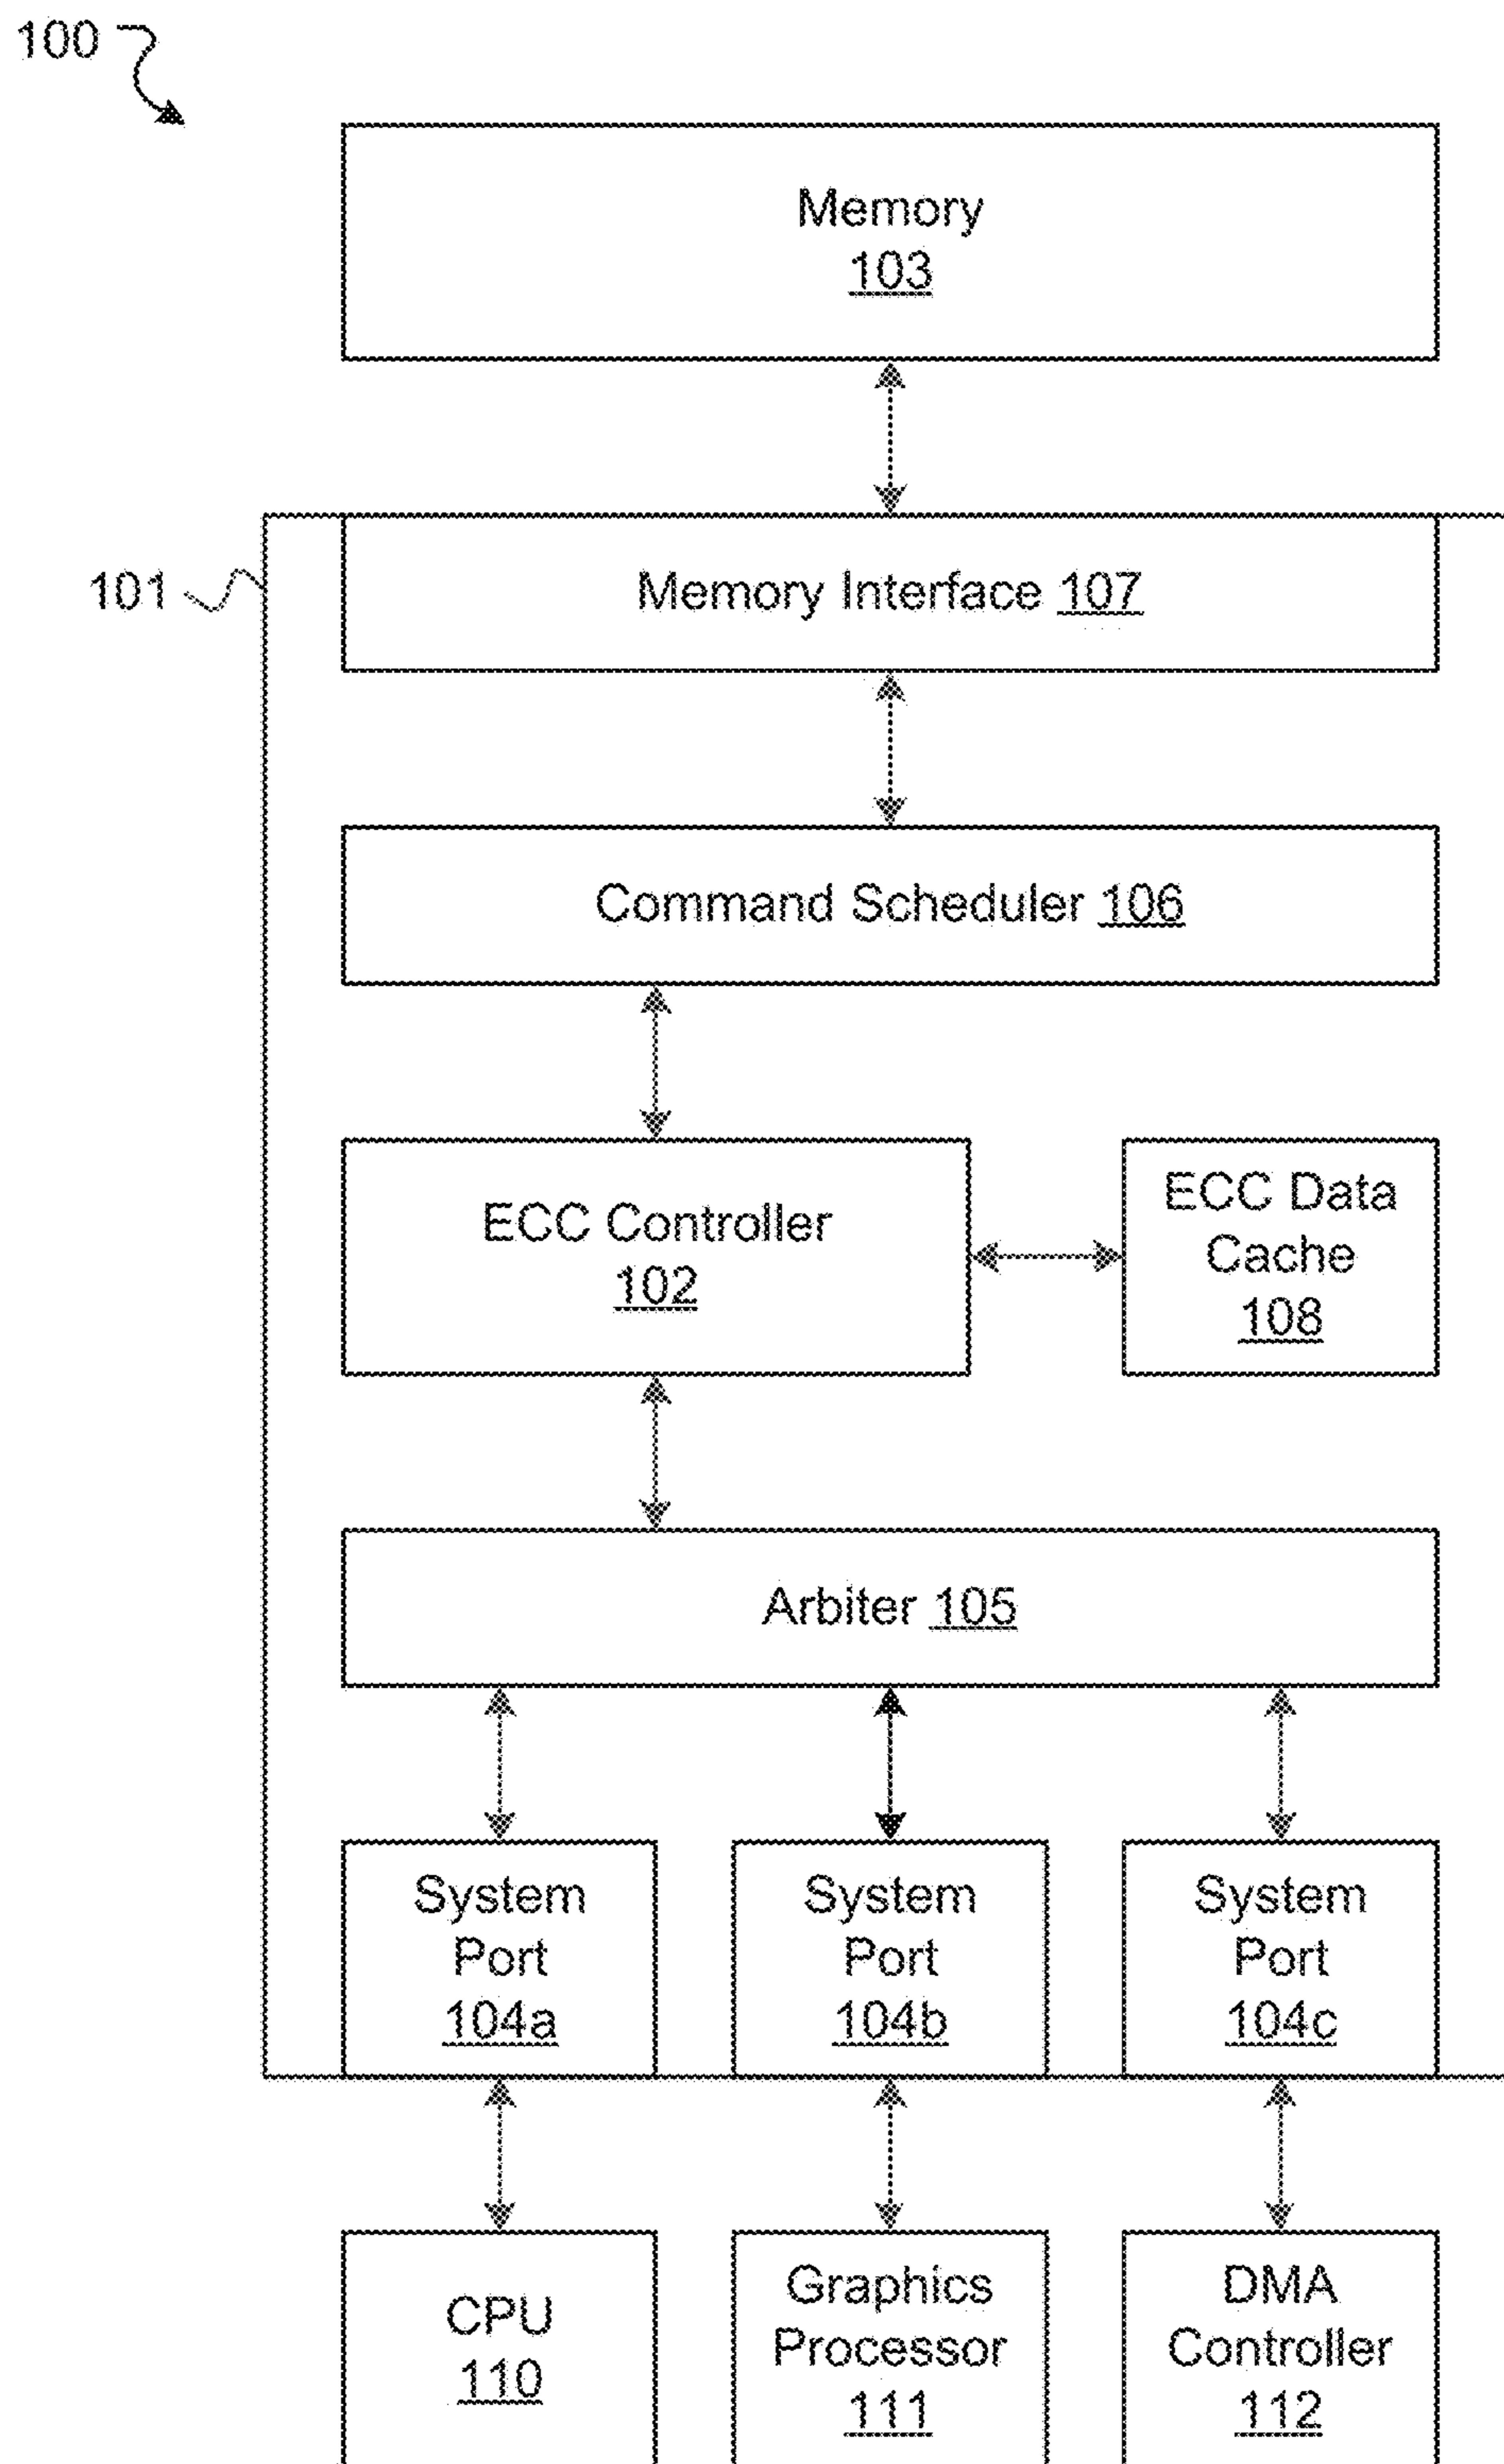 100
Memory
103
101
Memory Interface 107
Command Scheduler 106
ECC Controller
102
ECC Data
Cache
108
Arbiter 105
System
Port
104a
System
Port
104b
System
Port
104c
CPU
110
Graphics
Processor
111
DMA
Controller
112